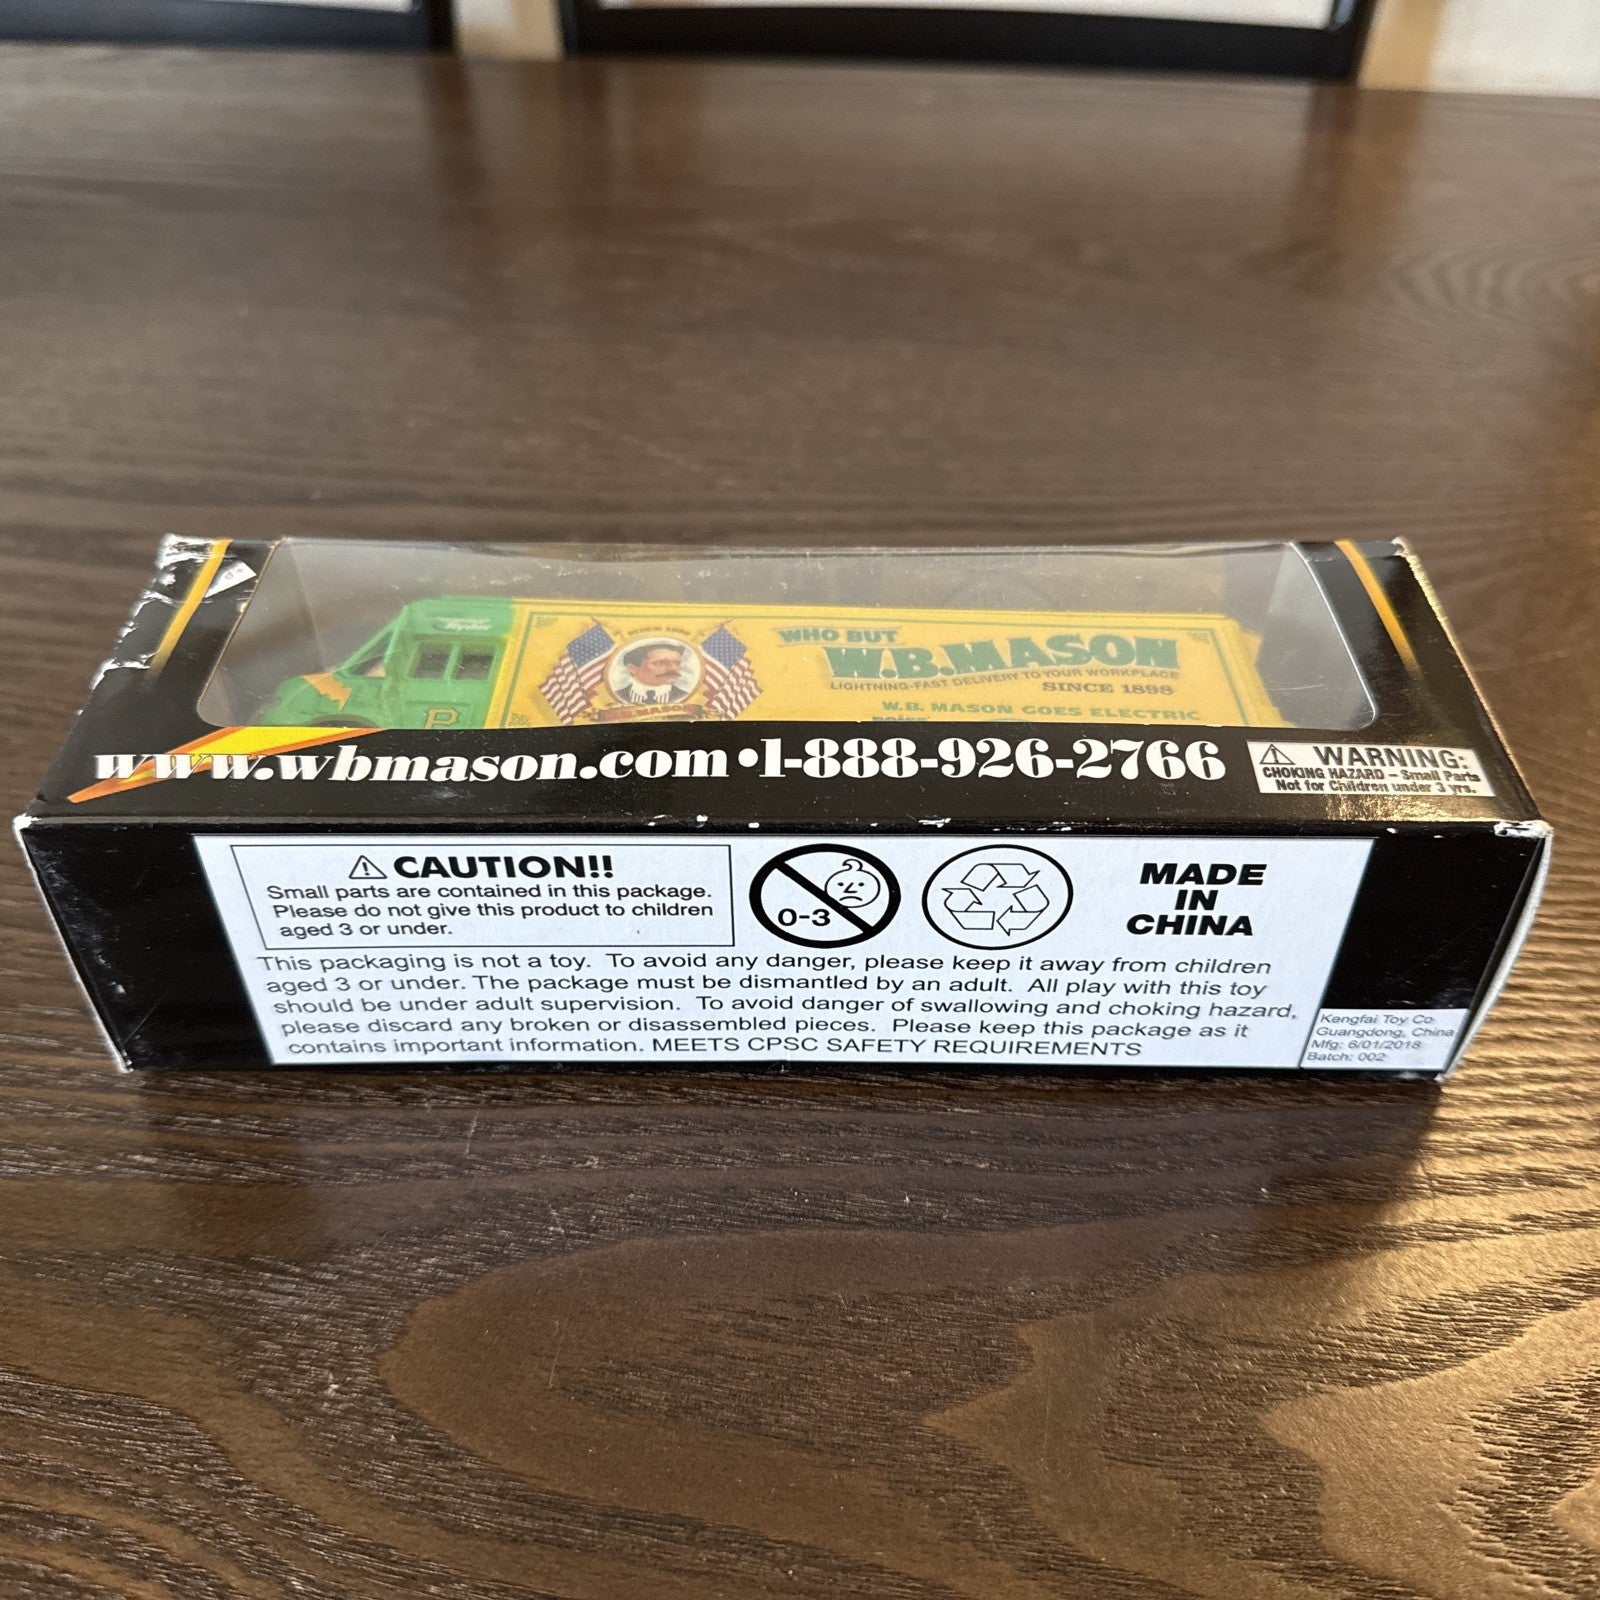 Ryder
P
SINCE 1898
W.B.MASON
WHO BUT
W.B.MASON
LIGHTNING-FAST DELIVERY TO YOUR WORKPLACE
SINCE 1898
W.B. MASON GOES ELECTRIC
www.wbmason.com•1-888-926-2766
WARNING:
CHOKING HAZARD – Small Parts
Not for Children under 3 yrs.
CAUTION!!
Small parts are contained in this package.
Please do not give this product to children
aged 3 or under.
0-3
MADE
IN
CHINA
This packaging is not a toy. To avoid any danger, please keep it away from children
aged 3 or under. The package must be dismantled by an adult. All play with this toy
should be under adult supervision. To avoid danger of swallowing and choking hazard,
please discard any broken or disassembled pieces. Please keep this package as it
contains important information. MEETS CPSC SAFETY REQUIREMENTS
Kengfai Toy Co
Guangdong, China
Mfg: 6/01/2018
Batch: 002